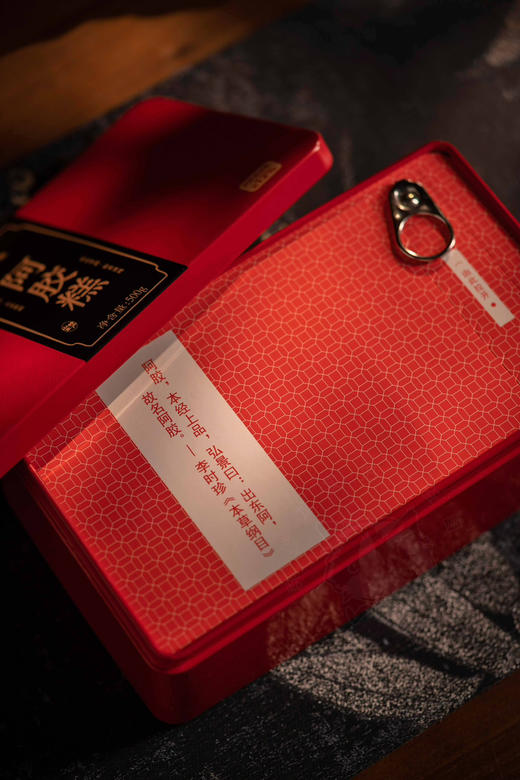 阿胶糕
净含量:500g
阿胶，本经上品，弘景曰：出东阿，
故名阿胶。—李时珍《本草纲目》